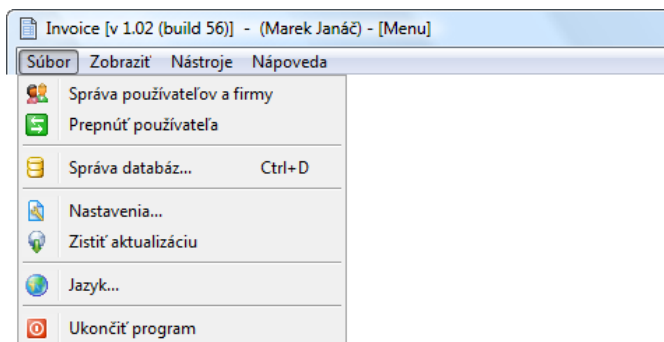 Invoice [v 1.02 (build 56)] - (Marek Janáč) - [Menu]
Súbor Zobraziť Nástroje Nápoveda
Správa používateľov a firmy
Prepnúť používateľa
Správa databáz... Ctrl+D
Nastavenia...
Zistiť aktualizáciu
Jazyk...
Ukončiť program